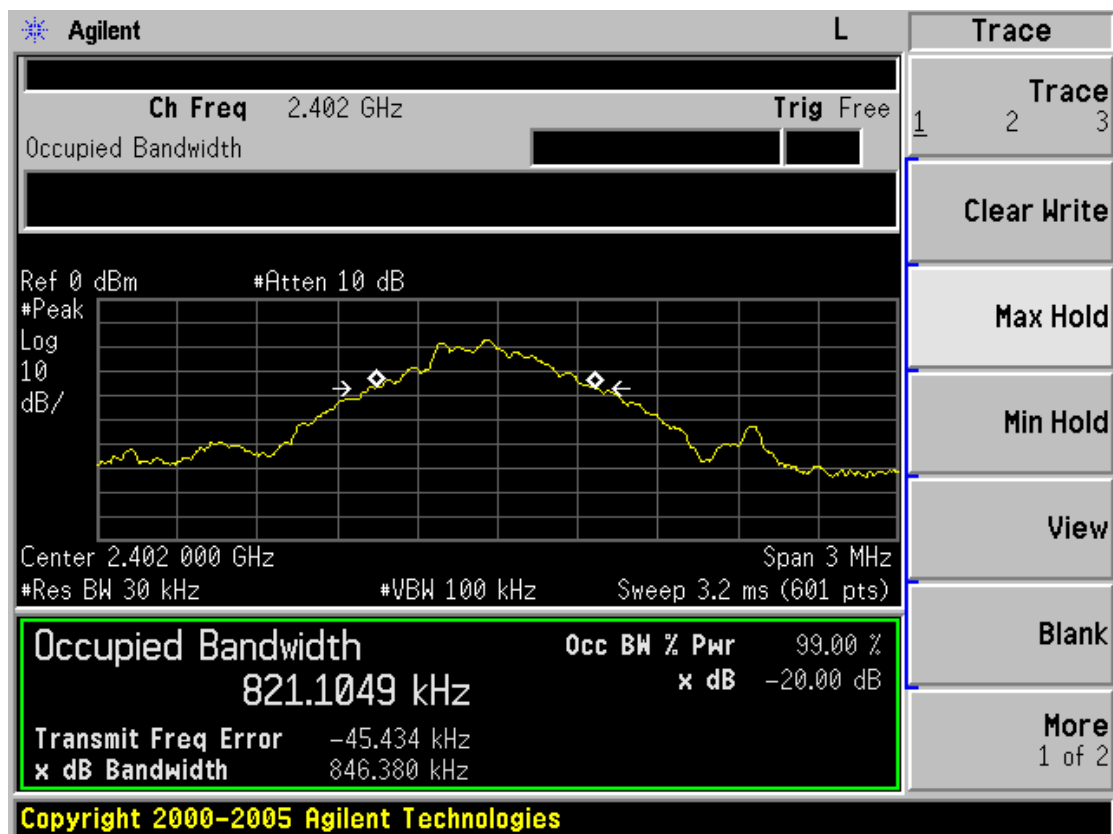 Agilent L
Ch Freq 2.402 GHz Trig Free
Occupied Bandwidth
Ref 0 dBm #Atten 10 dB
#Peak
Log
10
dB/
Center 2.402 000 GHz Span 3 MHz
#Res BW 30 kHz #VBW 100 kHz Sweep 3.2 ms (601 pts)
Occupied Bandwidth Occ BW % Pwr 99.00 %
821.1049 kHz x dB -20.00 dB
Transmit Freq Error -45.434 kHz
x dB Bandwidth 846.380 kHz
Copyright 2000-2005 Agilent Technologies
Trace
Trace
1 2 3
Clear Write
Max Hold
Min Hold
View
Blank
More
1 of 2